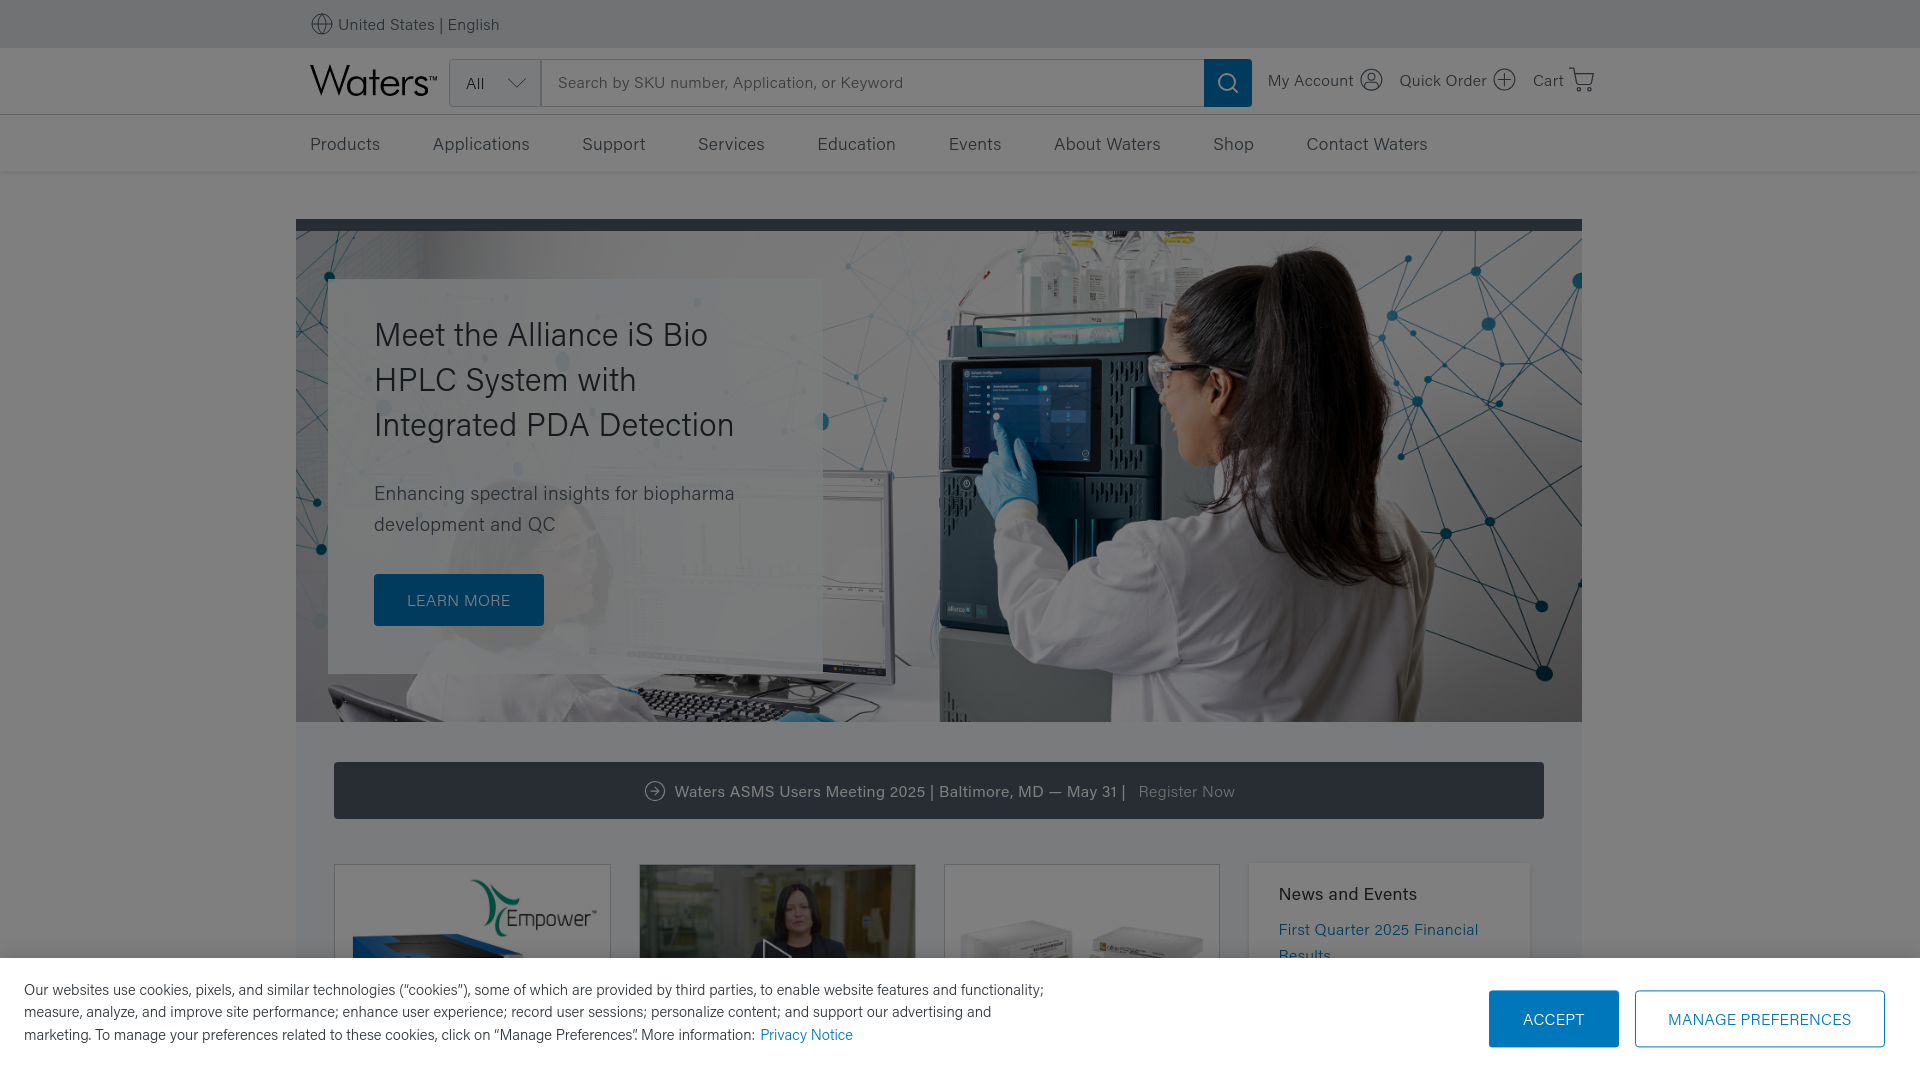 United States | English
Waters™
All
Search by SKU number, Application, or Keyword
My Account
Quick Order
Cart
Products
Applications
Support
Services
Education
Events
About Waters
Shop
Contact Waters
Meet the Alliance iS Bio
HPLC System with
Integrated PDA Detection
Enhancing spectral insights for biopharma
development and QC
LEARN MORE
Waters ASMS Users Meeting 2025 | Baltimore, MD — May 31 | Register Now
Empower™
News and Events
First Quarter 2025 Financial
Results
Our websites use cookies, pixels, and similar technologies (“cookies”), some of which are provided by third parties, to enable website features and functionality;
measure, analyze, and improve site performance; enhance user experience; record user sessions; personalize content; and support our advertising and
marketing. To manage your preferences related to these cookies, click on “Manage Preferences”. More information: Privacy Notice
ACCEPT
MANAGE PREFERENCES